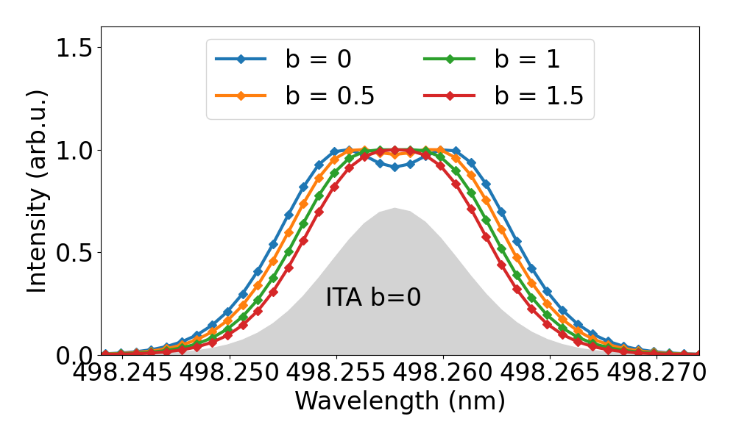 b = 0
b = 1
b = 0.5
b = 1.5
Intensity (arb.u.)
1.5
1.0
0.5
0.0
ITA b=0
498.245 498.250 498.255 498.260 498.265 498.270
Wavelength (nm)